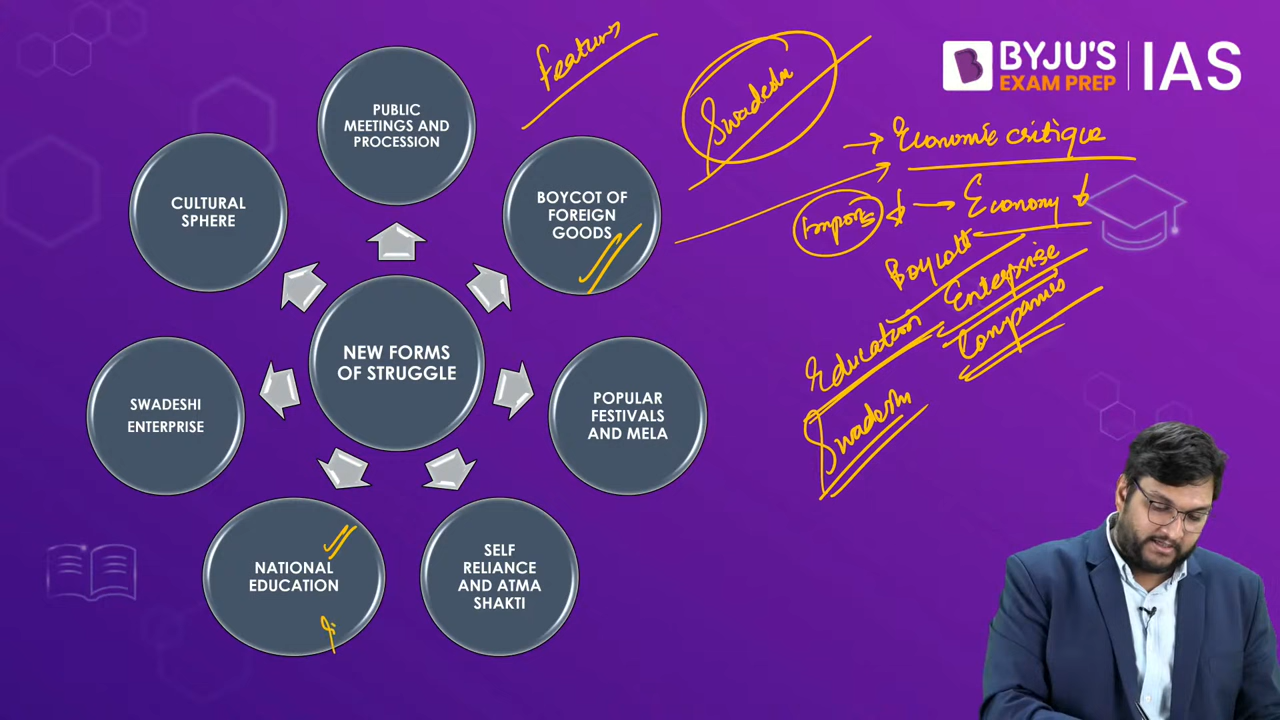 Features
Swadeshi
BYJU'S
EXAM PREP
IAS
PUBLIC
MEETINGS AND
PROCESSION
CULTURAL
SPHERE
BOYCOT OF
FOREIGN
GOODS
→ Economic critique
Imports ↓ → Economy ↓
Boycott
Enterprise
Companies
Education
Swadeshi
NEW FORMS
OF STRUGGLE
SWADESHI
ENTERPRISE
POPULAR
FESTIVALS
AND MELA
NATIONAL
EDUCATION
SELF
RELIANCE
AND ATMA
SHAKTI